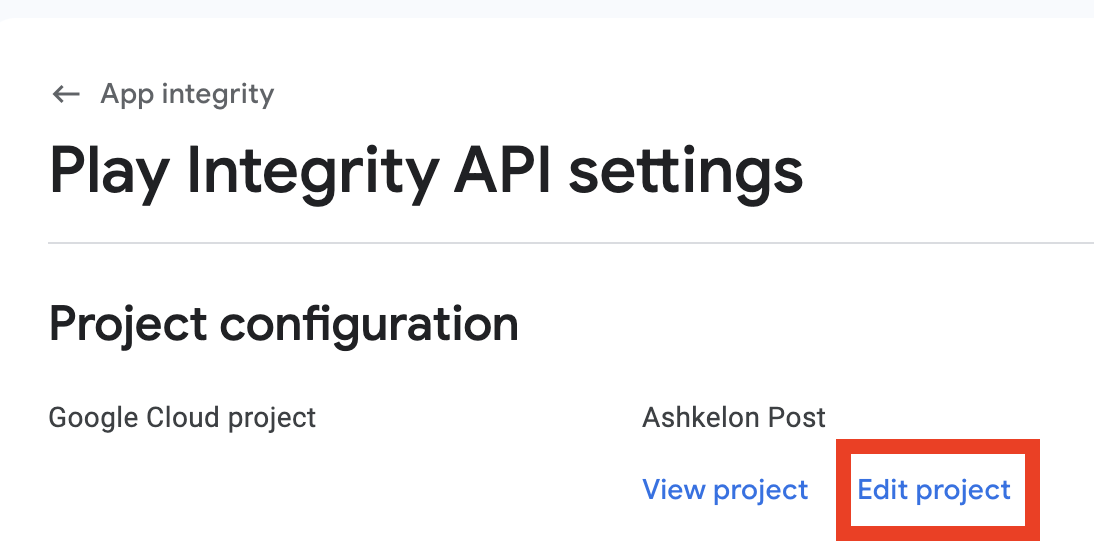 App integrity
Play Integrity API settings
Project configuration
Google Cloud project
Ashkelon Post
View project
Edit project